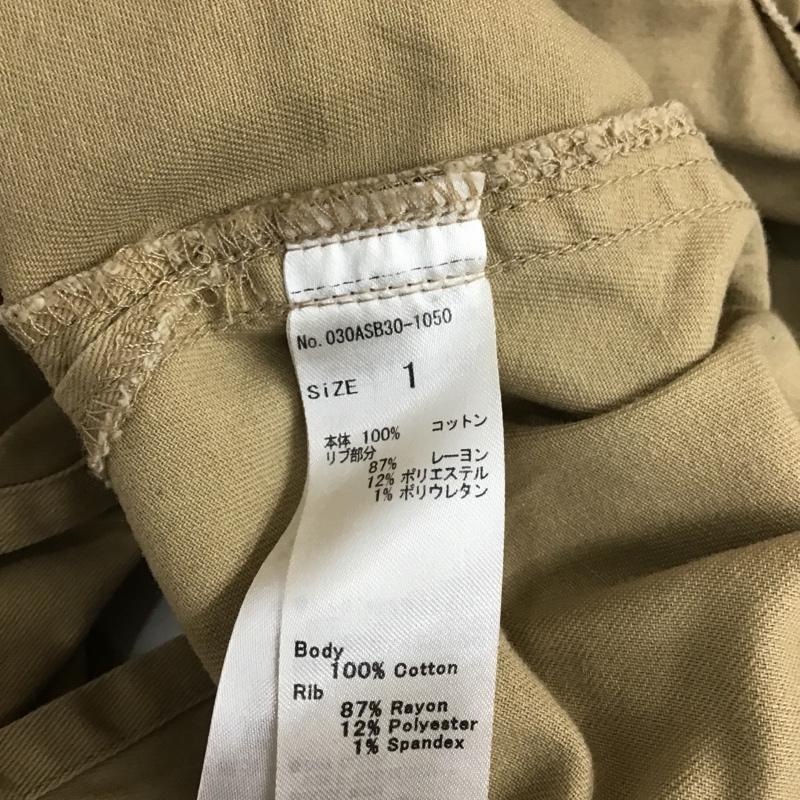 No.030ASB30-1050
SiZE 1
本体 100% コットン
リブ部分
87% レーヨン
12% ポリエステル
1% ポリウレタン
Body
100% Cotton
Rib
87% Rayon
12% Polyester
1% Spandex